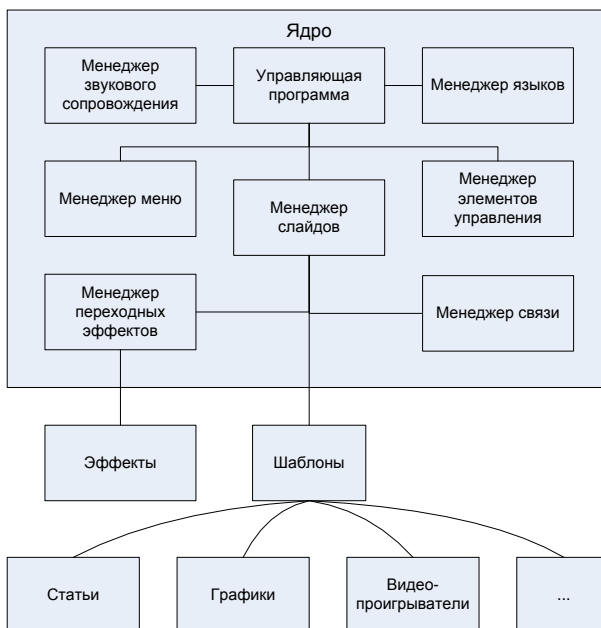 Ядро
Менеджер
звукового
сопровождения
Управляющая
программа
Менеджер языков
Менеджер меню
Менеджер
слайдов
Менеджер
элементов
управления
Менеджер
переходных
эффектов
Менеджер связи
Эффекты
Шаблоны
Статьи
Графики
Видео-
проигрыватели
...